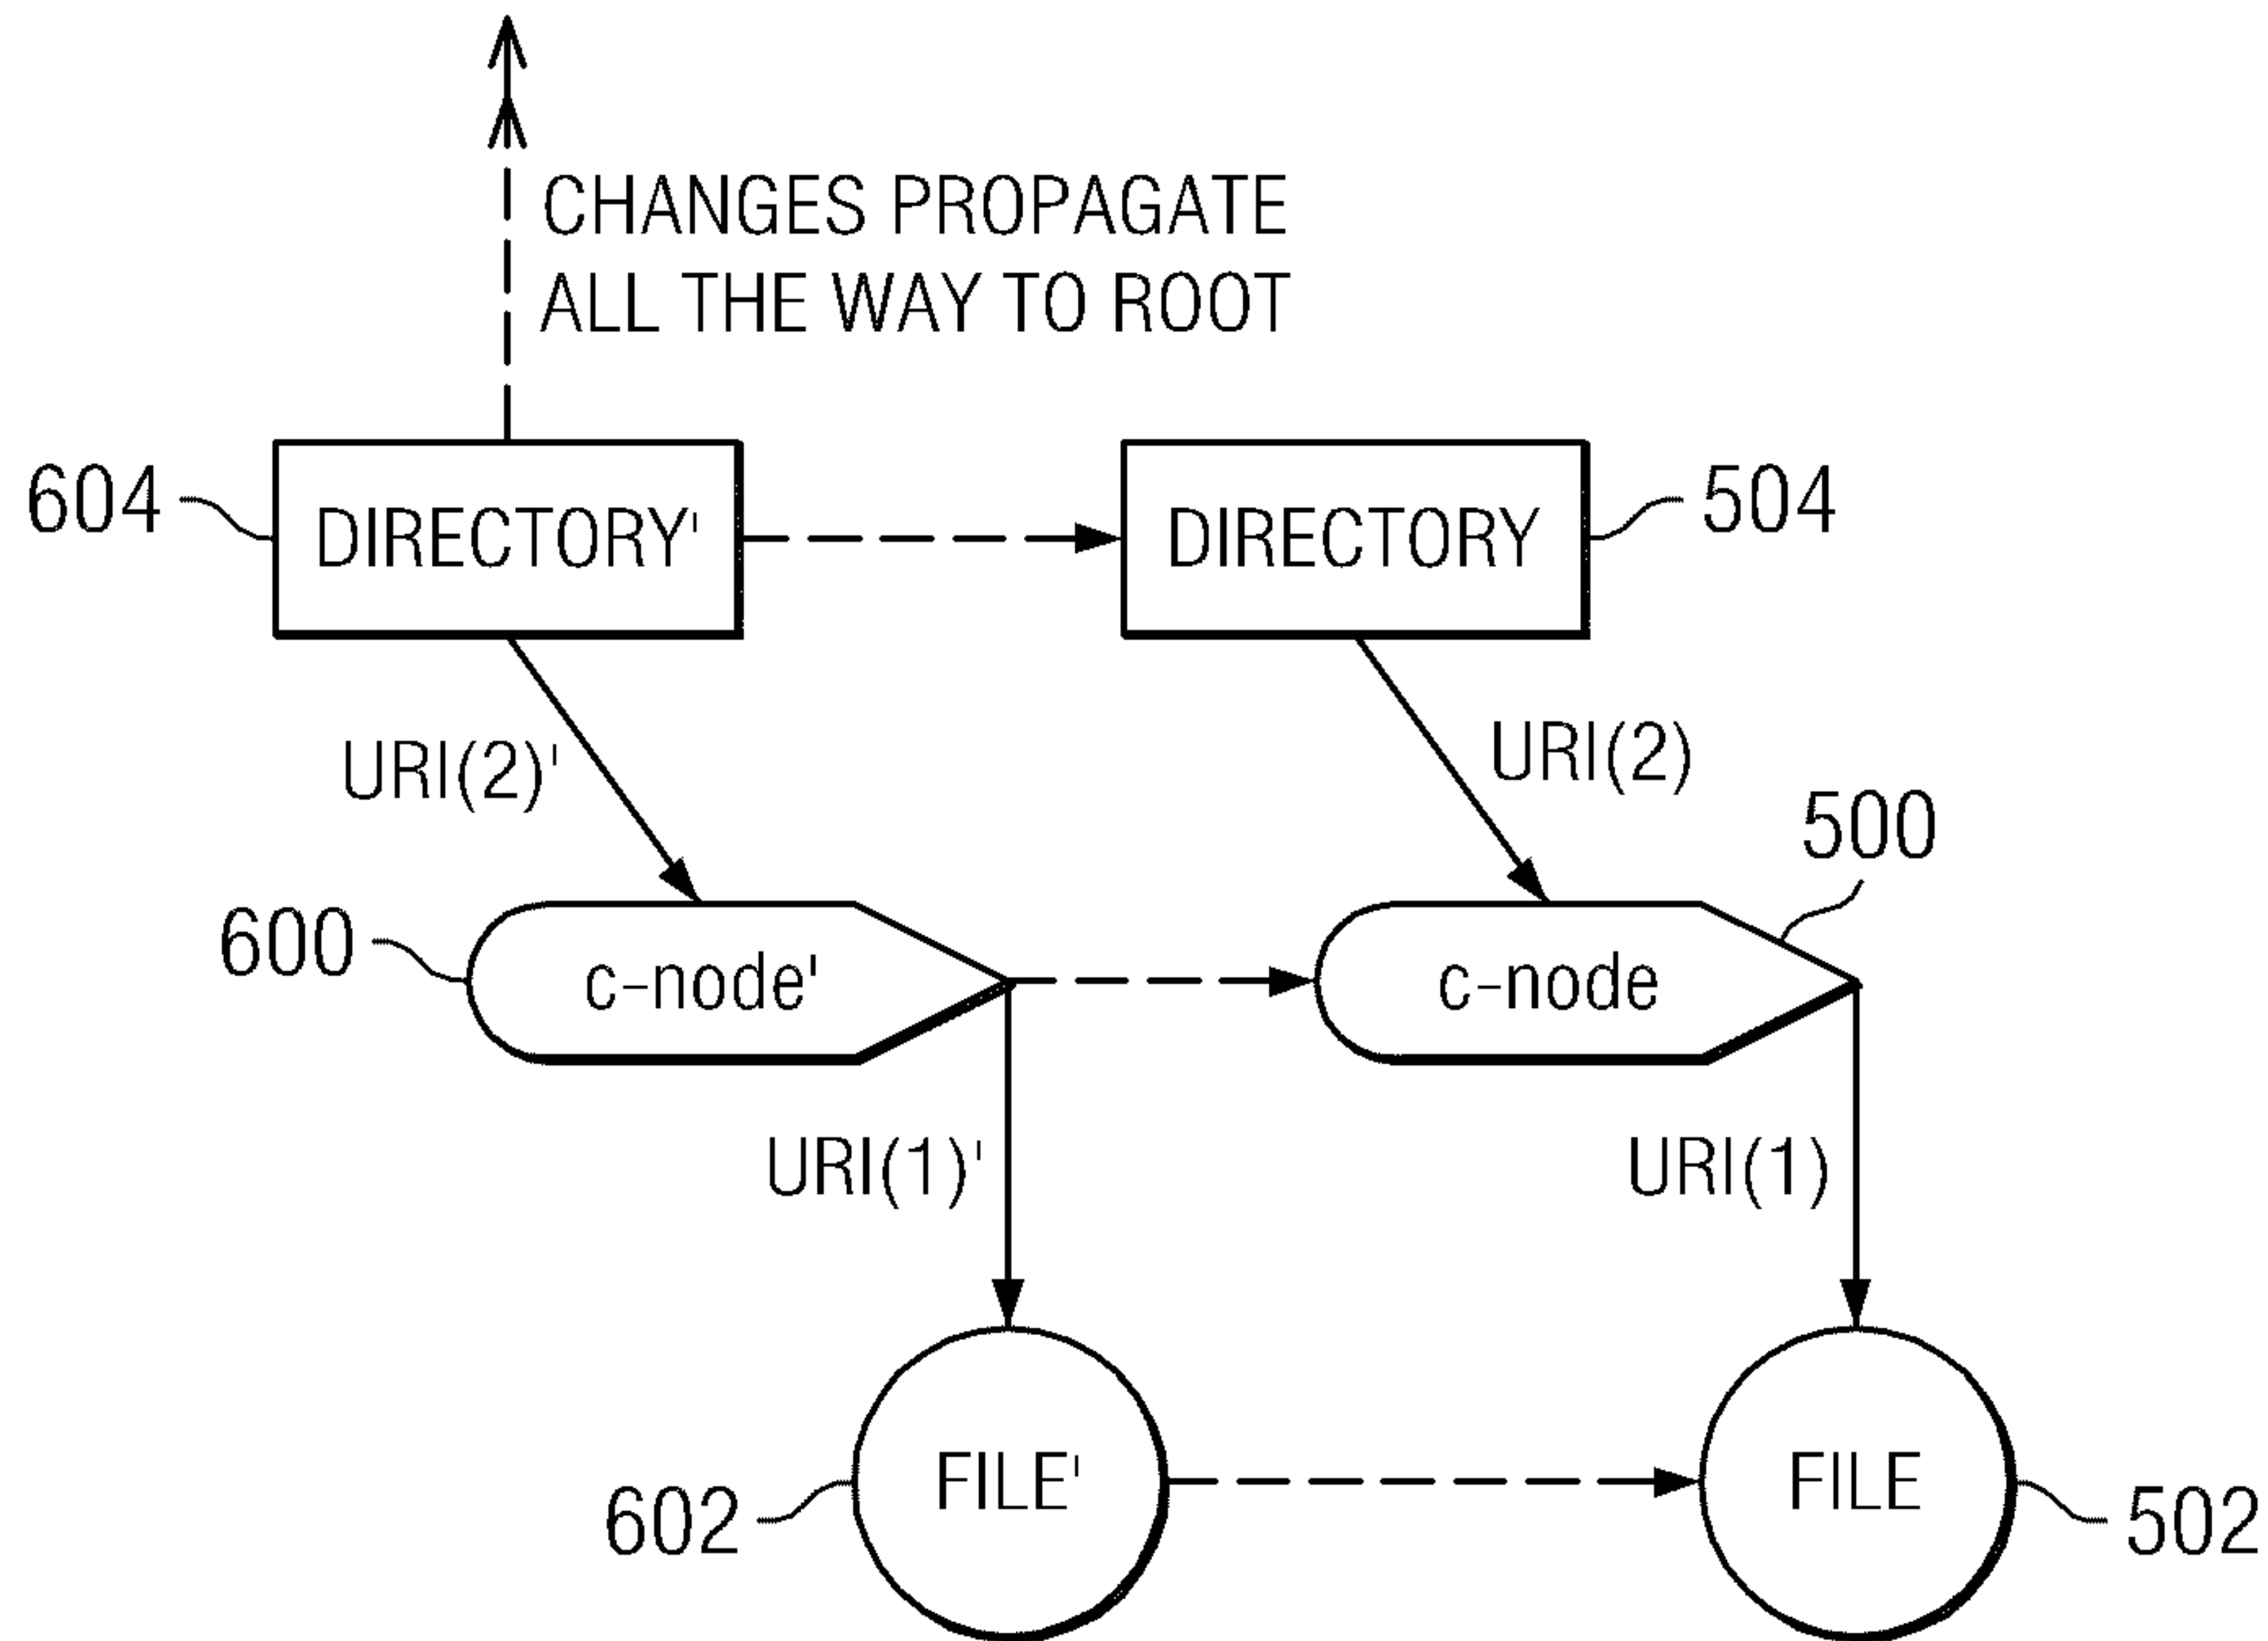 CHANGES PROPAGATE
ALL THE WAY TO ROOT
604
DIRECTORY'
DIRECTORY
504
URI(2)'
URI(2)
500
600
c-node'
c-node
URI(1)'
URI(1)
FILE'
FILE
602
502